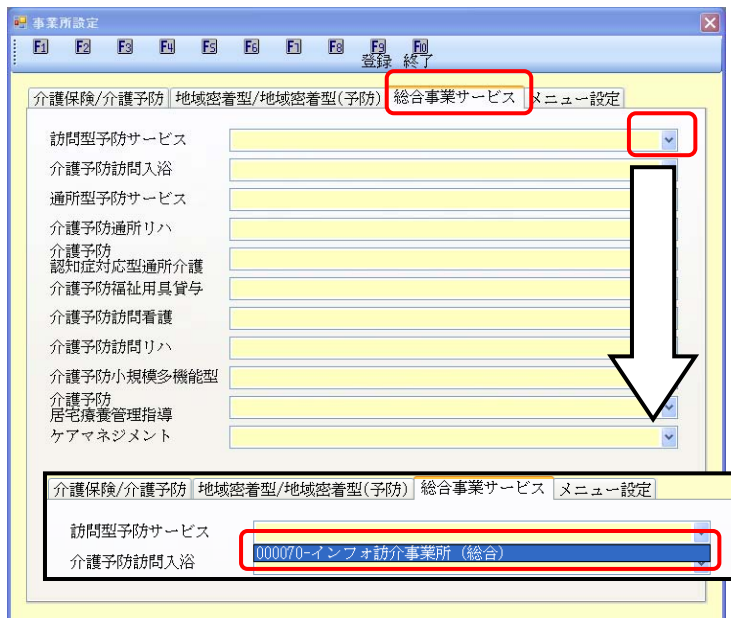 事業所設定
F1 F2 F3 F4 F5 F6 F7 F8 F9 F10
登録 終了
介護保険/介護予防 地域密着型/地域密着型(予防) 総合事業サービス メニュー設定
訪問型予防サービス
介護予防訪問入浴
通所型予防サービス
介護予防通所リハ
介護予防
認知症対応型通所介護
介護予防福祉用具貸与
介護予防訪問看護
介護予防訪問リハ
介護予防小規模多機能型
介護予防
居宅療養管理指導
ケアマネジメント
介護保険/介護予防 地域密着型/地域密着型(予防) 総合事業サービス メニュー設定
訪問型予防サービス
000070-インフォ訪介事業所（総合）
介護予防訪問入浴